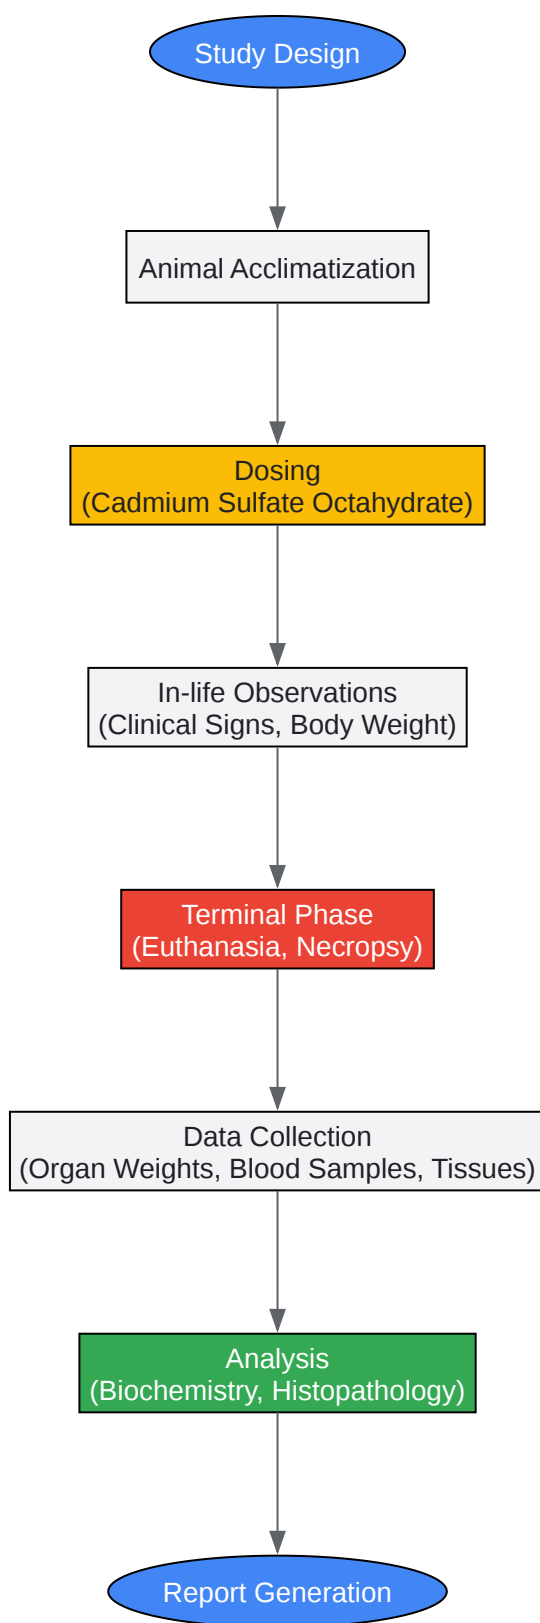 Study Design
Animal Acclimatization
Dosing
(Cadmium Sulfate Octahydrate)
In-life Observations
(Clinical Signs, Body Weight)
Terminal Phase
(Euthanasia, Necropsy)
Data Collection
(Organ Weights, Blood Samples, Tissues)
Analysis
(Biochemistry, Histopathology)
Report Generation